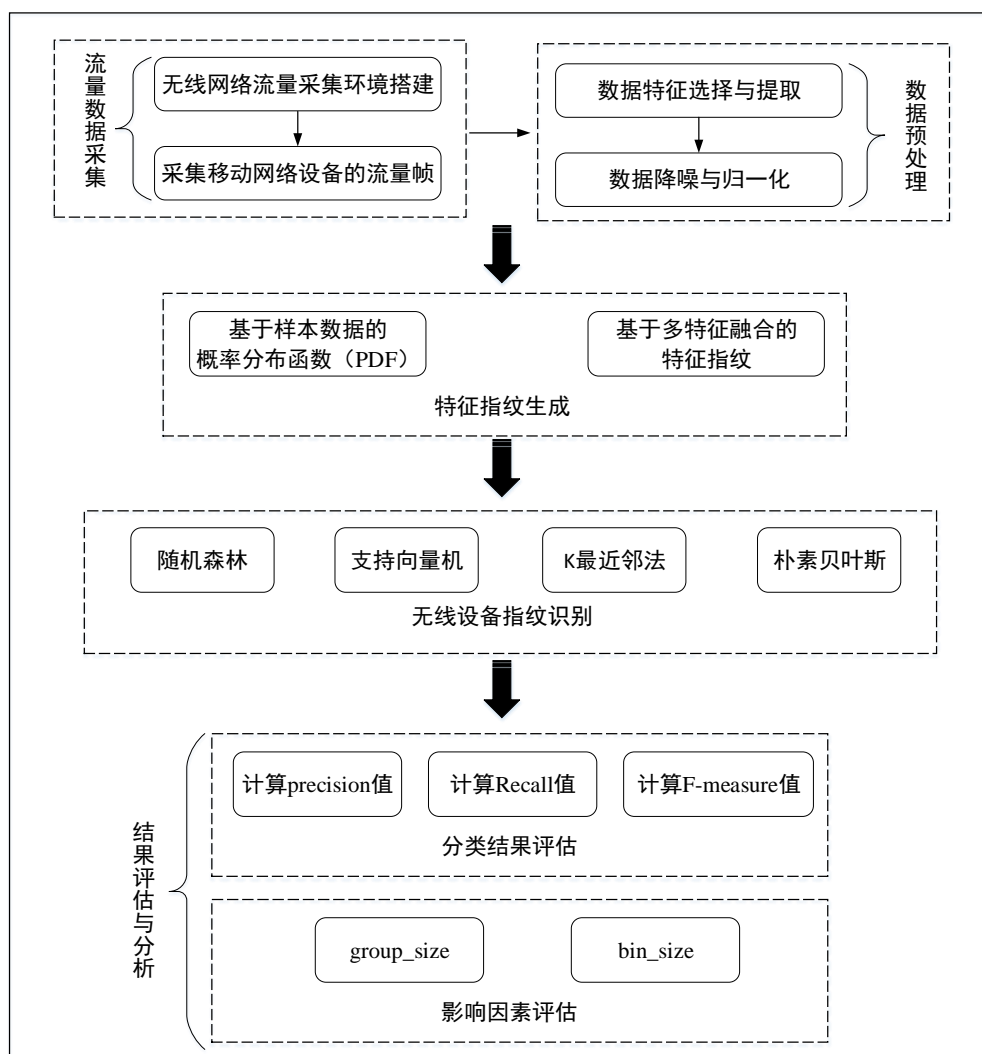 流量数据采集
无线网络流量采集环境搭建
采集移动网络设备的流量帧
数据特征选择与提取
数据降噪与归一化
数据预处理
基于样本数据的
概率分布函数（PDF）
基于多特征融合的
特征指纹
特征指纹生成
随机森林
支持向量机
K最近邻法
朴素贝叶斯
无线设备指纹识别
结果评估与分析
计算precision值
计算Recall值
计算F-measure值
分类结果评估
group_size
bin_size
影响因素评估